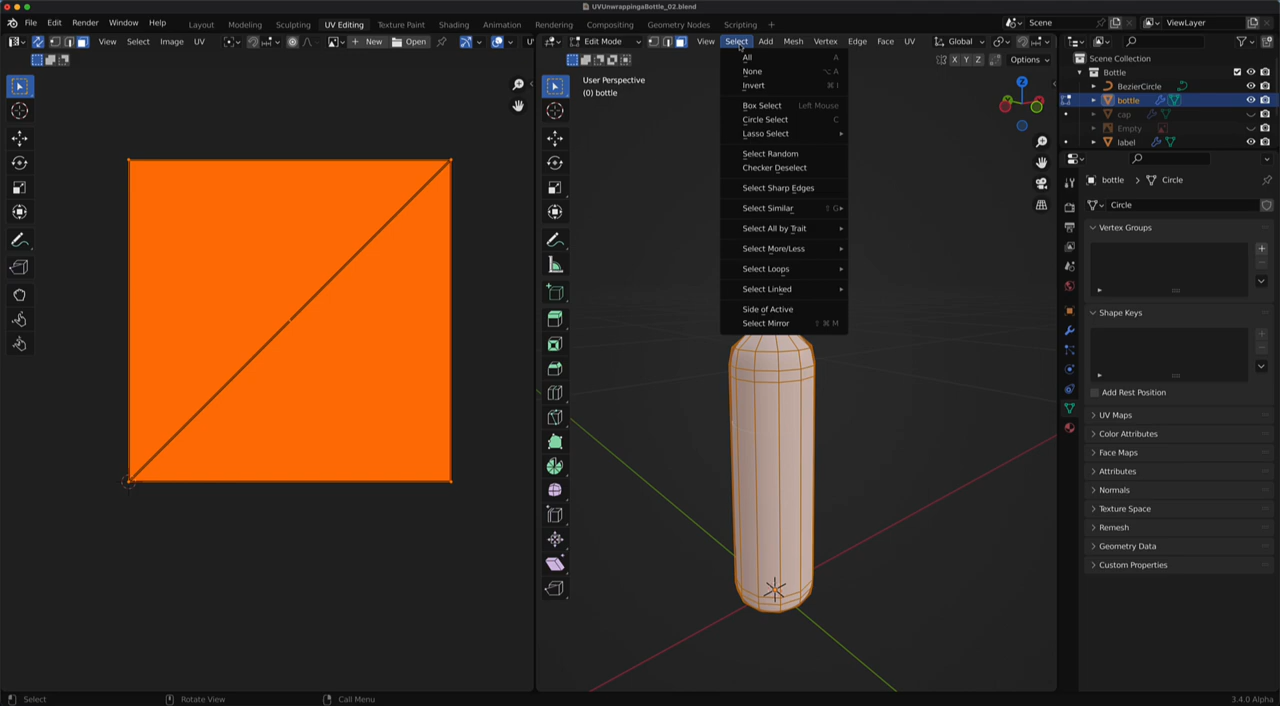 UVUnwrappingaBottle_02.blend
File Edit Render Window Help Layout Modeling Sculpting UV Editing Texture Paint Shading Animation Rendering Compositing Geometry Nodes Scripting + Scene ViewLayer
View Select Image UV + New Open
Edit Mode View Select Add Mesh Vertex Edge Face UV Global
X Y Z Options
User Perspective
(0) bottle
All A
None ⌥ A
Invert ⌘ I
Box Select Left Mouse
Circle Select C
Lasso Select
Select Random
Checker Deselect
Select Sharp Edges
Select Similar ⇧ G
Select All by Trait
Select More/Less
Select Loops
Select Linked
Side of Active
Select Mirror ⇧ ⌘ M
Z
Scene Collection
Bottle
BezierCircle
bottle
cap
Empty
label
bottle > Circle
Circle
Vertex Groups
Shape Keys
Add Rest Position
UV Maps
Color Attributes
Face Maps
Attributes
Normals
Texture Space
Remesh
Geometry Data
Custom Properties
Select Rotate View Call Menu 3.4.0 Alpha